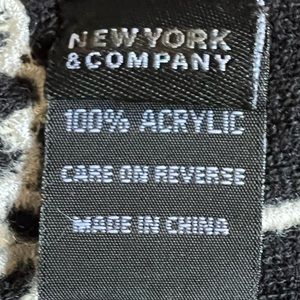 NEW YORK
& COMPANY
100% ACRYLIC
CARE ON REVERSE
MADE IN CHINA